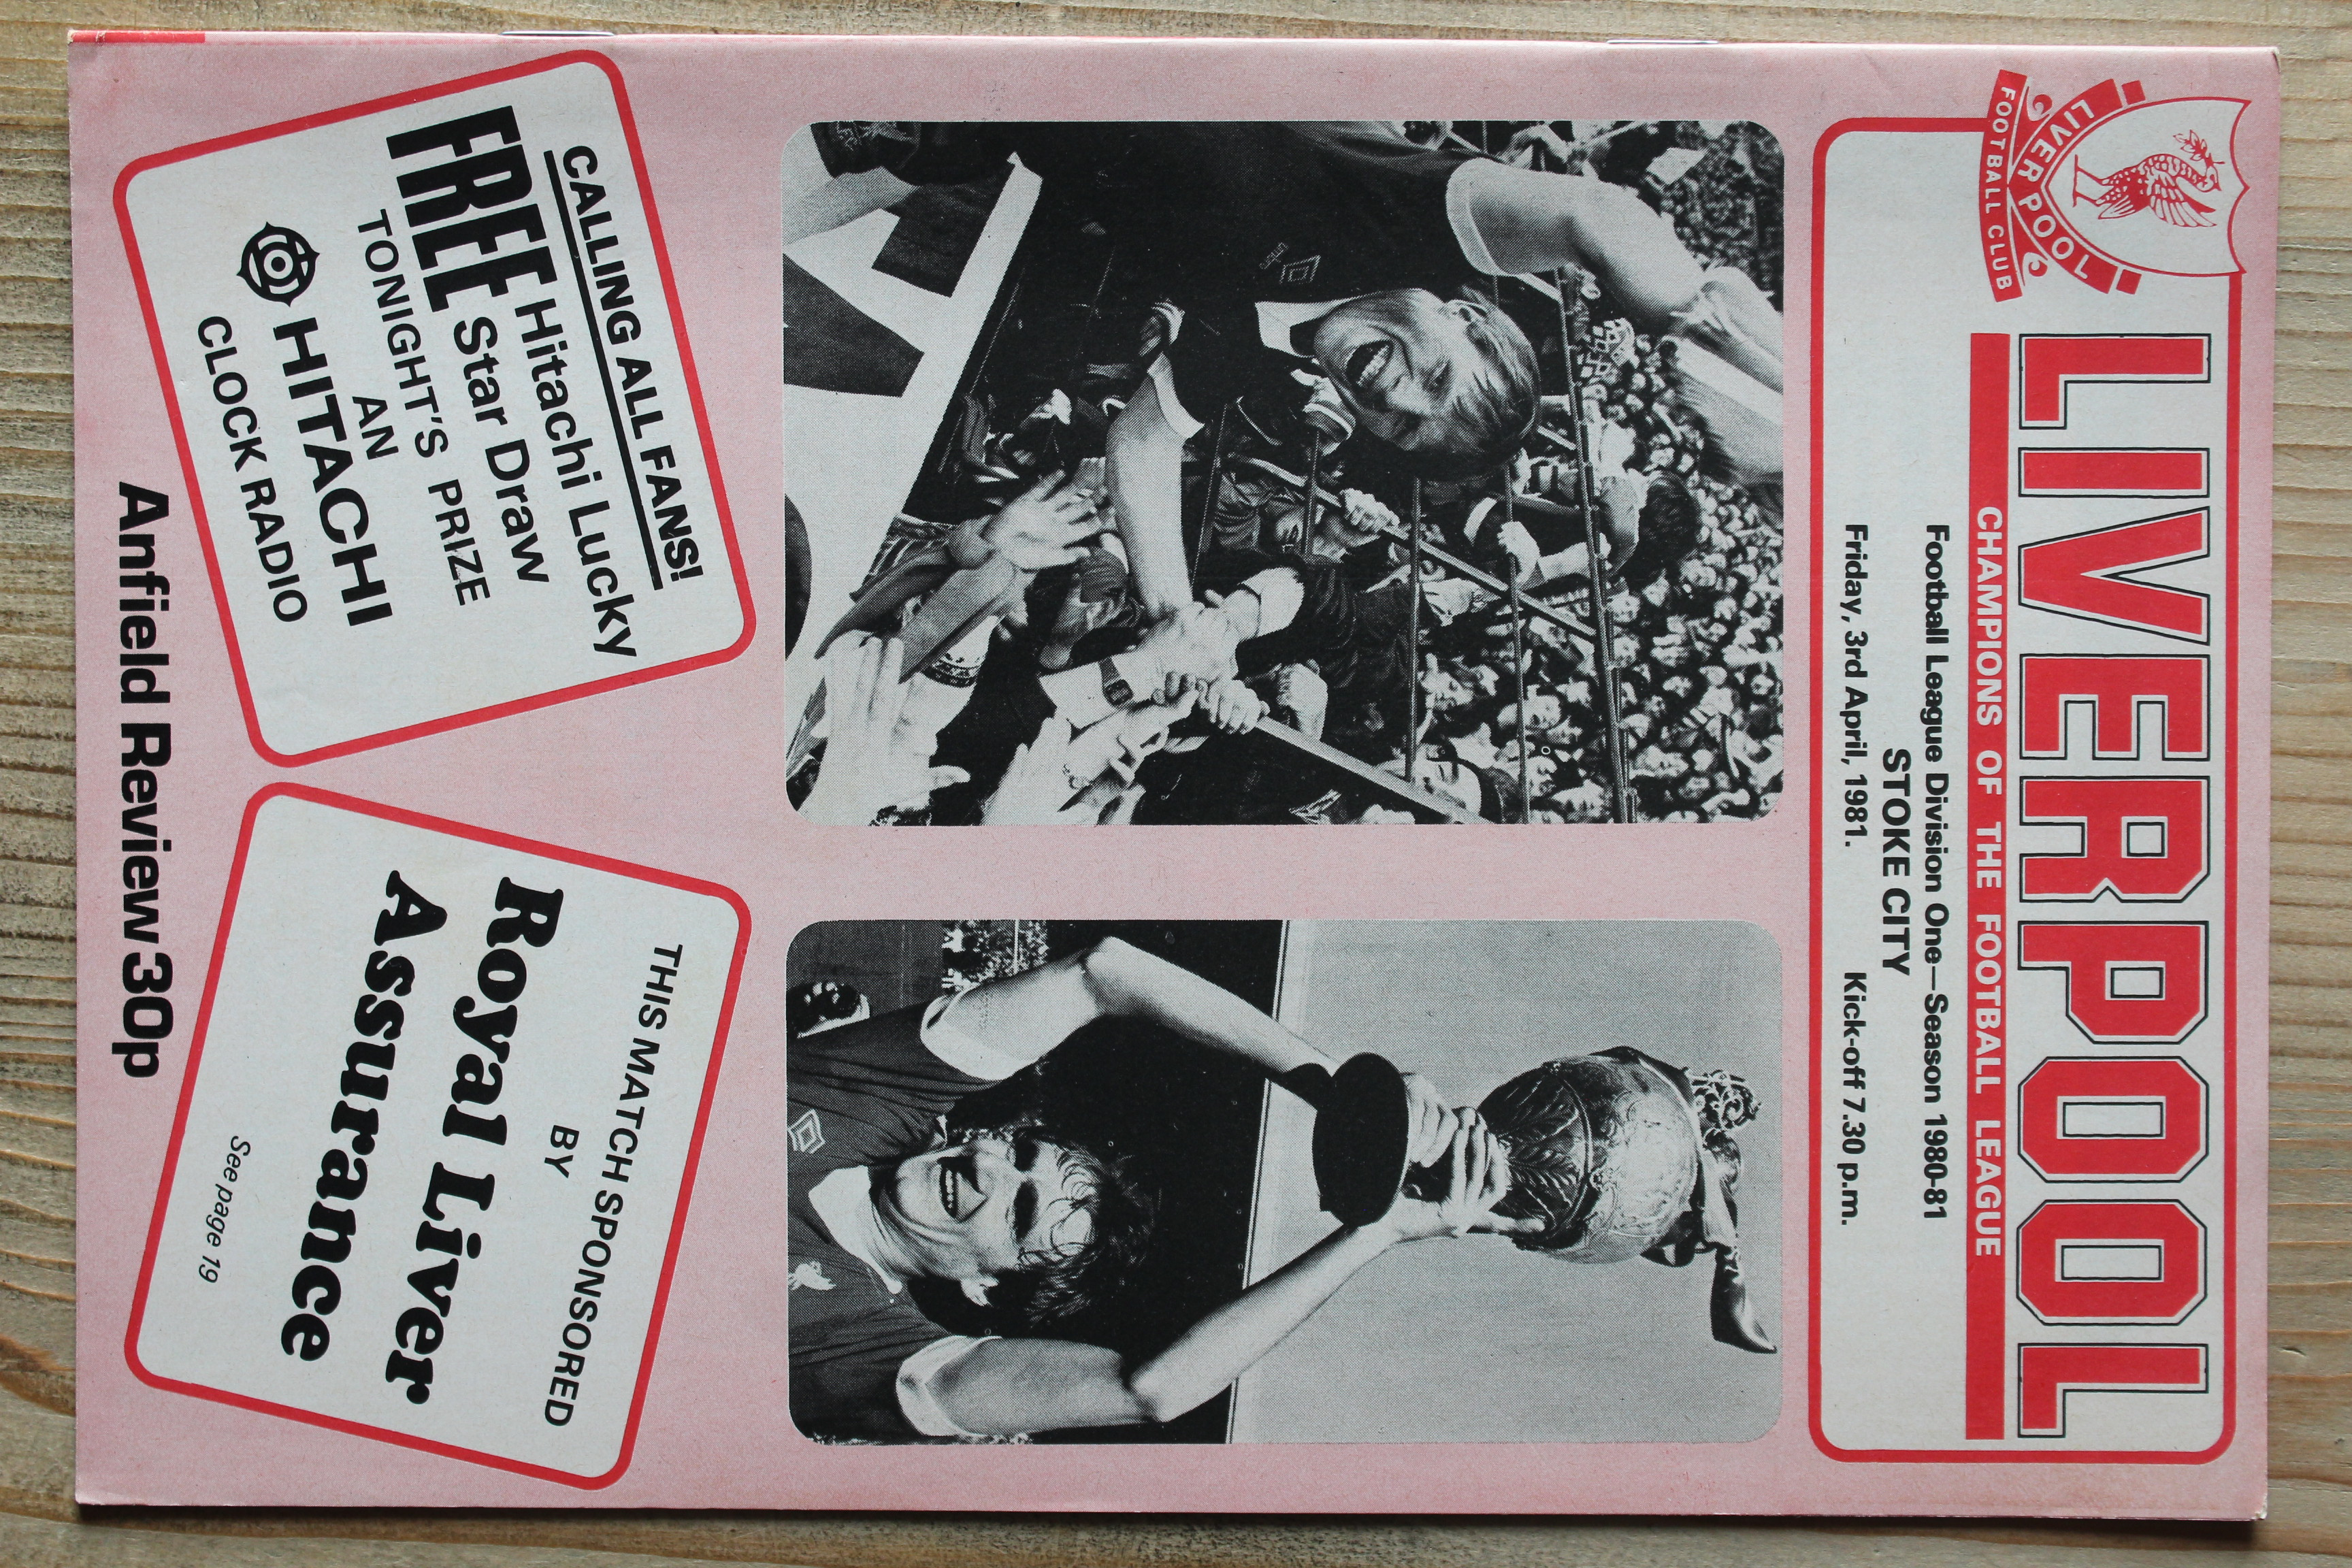 LIVERPOOL
FOOTBALL CLUB
LIVERPOOL
CHAMPIONS OF THE FOOTBALL LEAGUE
Football League Division One—Season 1980-81
STOKE CITY
Friday, 3rd April, 1981. Kick-off 7.30 p.m.
umbro
CALLING ALL FANS!
FREE Hitachi Lucky
Star Draw
TONIGHT'S PRIZE
AN
HITACHI
CLOCK RADIO
THIS MATCH SPONSORED
BY
Royal Liver
Assurance
See page 19
Anfield Review 30p